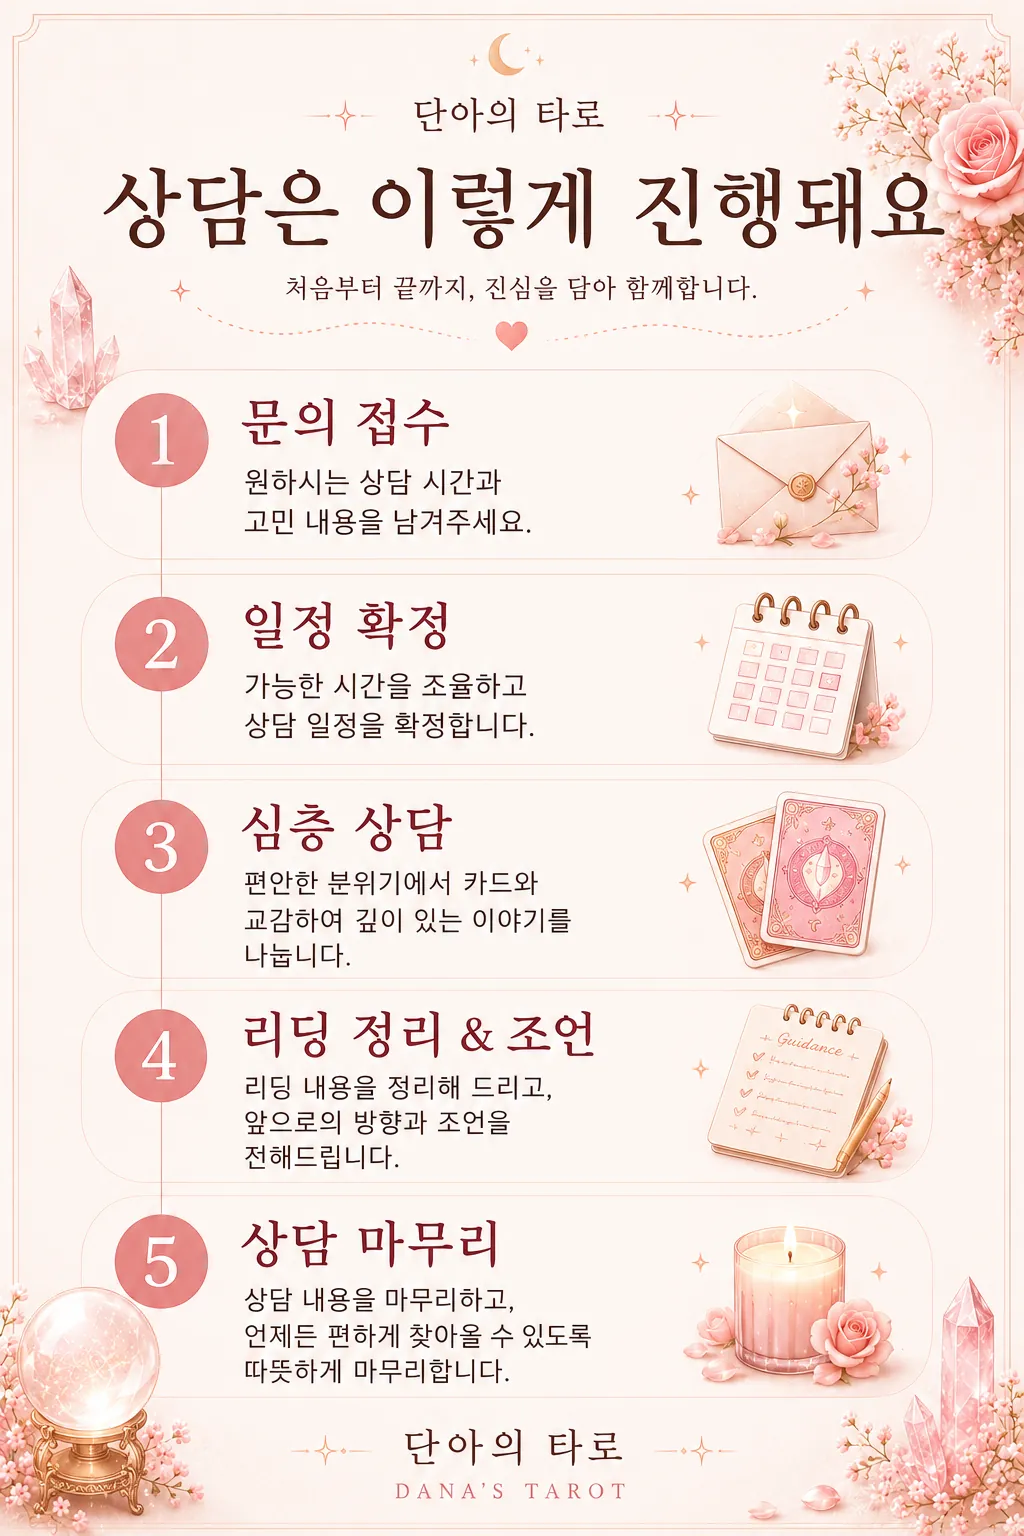 단아의 타로
상담은 이렇게 진행돼요
처음부터 끝까지, 진심을 담아 함께합니다.
1
문의 접수
원하시는 상담 시간과
고민 내용을 남겨주세요.
2
일정 확정
가능한 시간을 조율하고
상담 일정을 확정합니다.
3
심층 상담
편안한 분위기에서 카드와
교감하여 깊이 있는 이야기를
나눕니다.
4
리딩 정리 & 조언
리딩 내용을 정리해 드리고,
앞으로의 방향과 조언을
전해드립니다.
Guidance
5
상담 마무리
상담 내용을 마무리하고,
언제든 편하게 찾아올 수 있도록
따뜻하게 마무리합니다.
단아의 타로
DANA'S TAROT